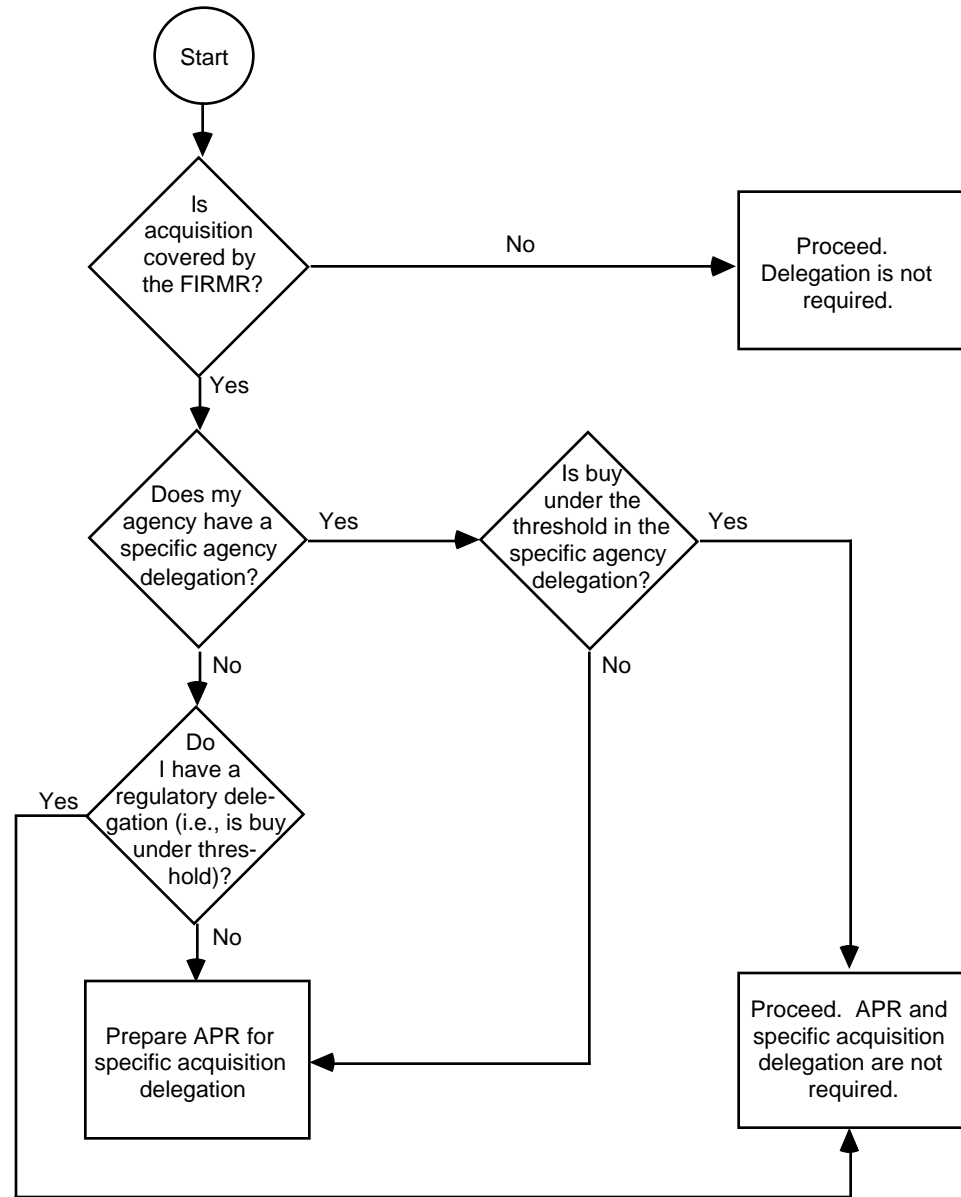 Start
Is
acquisition
covered by
the FIRMR?
No
Proceed.
Delegation is not
required.
Yes
Does my
agency have a
specific agency
delegation?
Yes
Is buy
under the
threshold in the
specific agency
delegation?
Yes
No
No
Do
I have a
regulatory dele-
gation (i.e., is buy
under thres-
hold)?
Yes
No
Prepare APR for
specific acquisition
delegation
Proceed. APR and
specific acquisition
delegation are not
required.